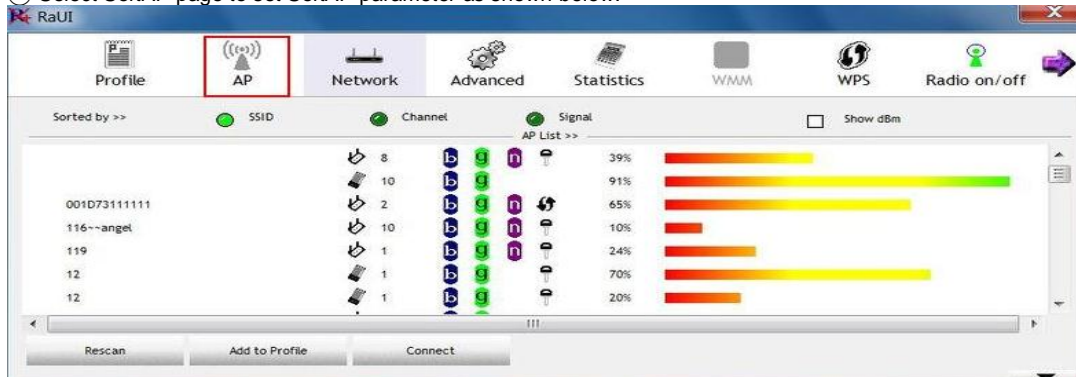 RaUI
Profile AP Network Advanced Statistics WMM WPS Radio on/off
Sorted by >> SSID Channel Signal Show dBm
AP List >>
8 b g n 39%
10 b g 91%
001D73111111 2 b g n 65%
116~~angel 10 b g n 10%
119 1 b g n 24%
12 1 b g 70%
12 1 b g 20%
Rescan Add to Profile Connect